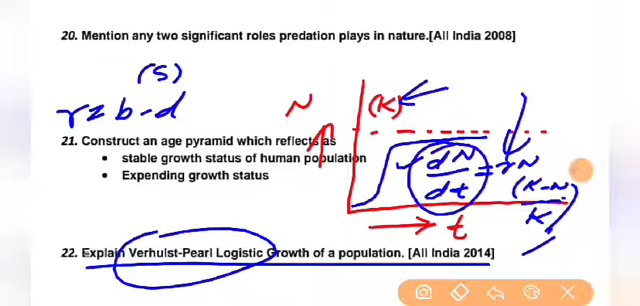 20. Mention any two significant roles predation plays in nature.[All India 2008]
(s)
r = b-d
N
(K)
21. Construct an age pyramid which reflects as
• stable growth status of human population
• Expending growth status
dN/dt = rN (K-N)/K
t
22. Explain Verhulst-Pearl Logistic Growth of a population. [All India 2014]